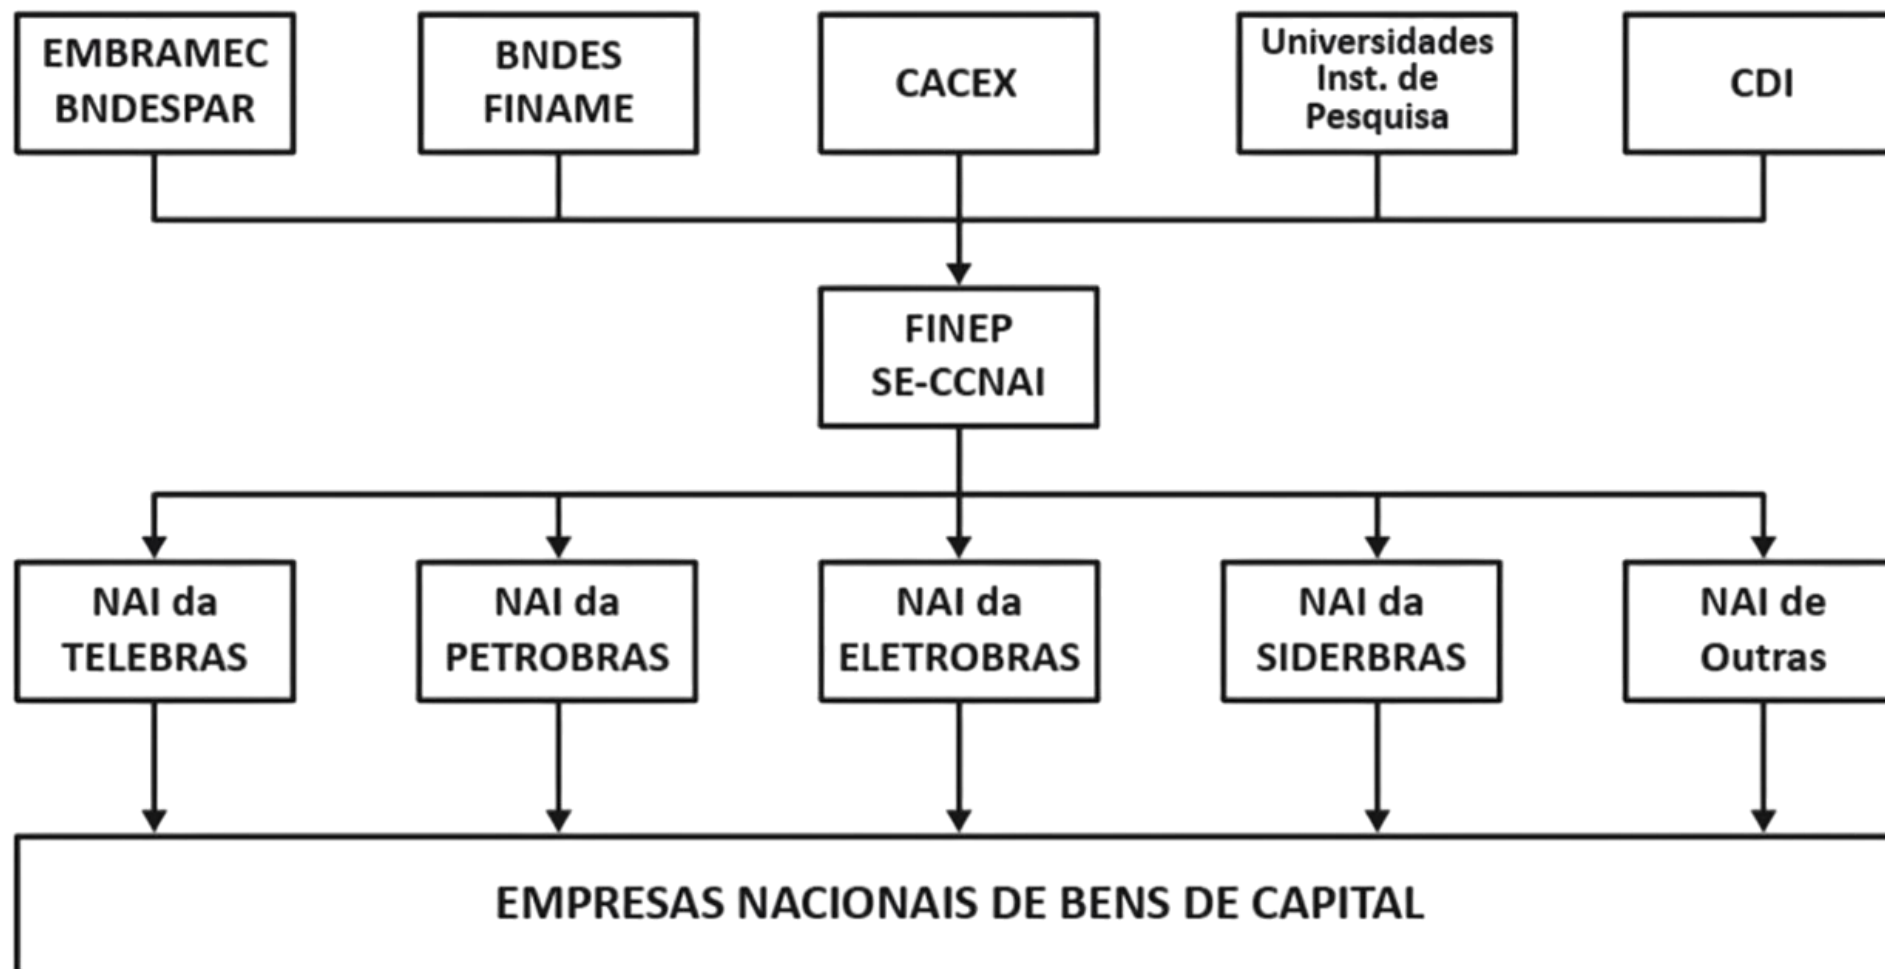 EMBRAMEC
BNDESPAR
BNDES
FINAME
CACEX
Universidades
Inst. de
Pesquisa
CDI
FINEP
SE-CCNAI
NAI da
TELEBRAS
NAI da
PETROBRAS
NAI da
ELETROBRAS
NAI da
SIDERBRAS
NAI de
Outras
EMPRESAS NACIONAIS DE BENS DE CAPITAL